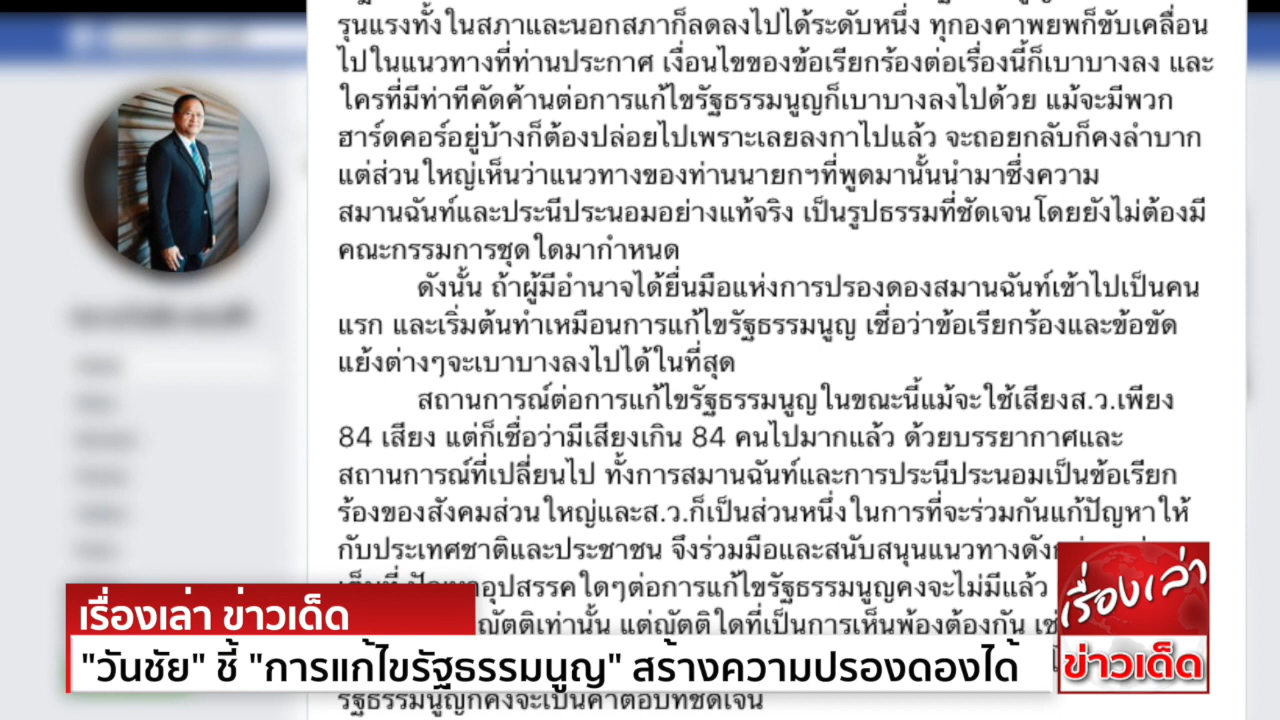 รุนแรงทั้งในสภาและนอกสภาก็ลดลงไปได้ระดับหนึ่ง ทุกองคาพยพก็ขับเคลื่อน
ไปในแนวทางที่ท่านประกาศ เงื่อนไขของข้อเรียกร้องต่อเรื่องนี้ก็เบาบางลง และ
ใครที่มีท่าทีคัดค้านต่อการแก้ไขรัฐธรรมนูญก็เบาบางลงไปด้วย แม้จะมีพวก
ฮาร์ดคอร์อยู่บ้างก็ต้องปล่อยไปเพราะเลยลงกาไปแล้ว จะถอยกลับก็คงลำบาก
แต่ส่วนใหญ่เห็นว่าแนวทางของท่านนายกฯที่พูดมานั้นนำมาซึ่งความ
สมานฉันท์และประนีประนอมอย่างแท้จริง เป็นรูปธรรมที่ชัดเจนโดยยังไม่ต้องมี
คณะกรรมการชุดใดมากำหนด
ดังนั้น ถ้าผู้มีอำนาจได้ยื่นมือแห่งการปรองดองสมานฉันท์เข้าไปเป็นคน
แรก และเริ่มต้นทำเหมือนการแก้ไขรัฐธรรมนูญ เชื่อว่าข้อเรียกร้องและข้อขัด
แย้งต่างๆจะเบาบางลงไปได้ในที่สุด
สถานการณ์ต่อการแก้ไขรัฐธรรมนูญในขณะนี้แม้จะใช้เสียงส.ว.เพียง
84 เสียง แต่ก็เชื่อว่ามีเสียงเกิน 84 คนไปมากแล้ว ด้วยบรรยากาศและ
สถานการณ์ที่เปลี่ยนไป ทั้งการสมานฉันท์และการประนีประนอมเป็นข้อเรียก
ร้องของสังคมส่วนใหญ่และส.ว.ก็เป็นส่วนหนึ่งในการที่จะร่วมกันแก้ปัญหาให้
กับประเทศชาติและประชาชน จึงร่วมมือและสนับสนุนแนวทาง
อุปสรรคใดๆต่อการแก้ไขรัฐธรรมนูญคงจะไม่มีแล้ว
ญัตติเท่านั้น แต่ญัตติใดที่เป็นการเห็นพ้องต้องกัน
รัฐธรรมนูญก็คงจะเป็นคำตอบที่ชัดเจน
เรื่องเล่า ข่าวเด็ด
"วันชัย" ชี้ "การแก้ไขรัฐธรรมนูญ" สร้างความปรองดองได้
เรื่องเล่า
ข่าวเด็ด